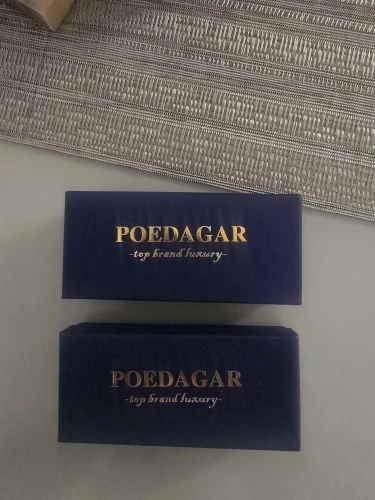 POEDAGAR
-top brand luxury-
POEDAGAR
-top brand luxury-